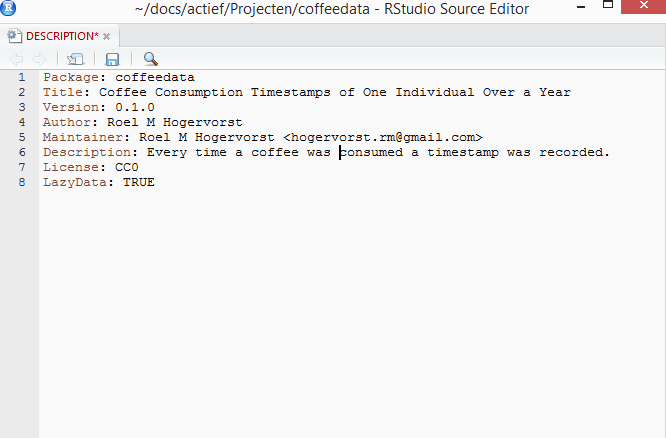 R
~/docs/actief/Projecten/coffeedata - RStudio Source Editor
DESCRIPTION*
1 Package: coffeedata
2 Title: Coffee Consumption Timestamps of One Individual Over a Year
3 Version: 0.1.0
4 Author: Roel M Hogervorst
5 Maintainer: Roel M Hogervorst <hogervorst.rm@gmail.com>
6 Description: Every time a coffee was consumed a timestamp was recorded.
7 License: CC0
8 LazyData: TRUE